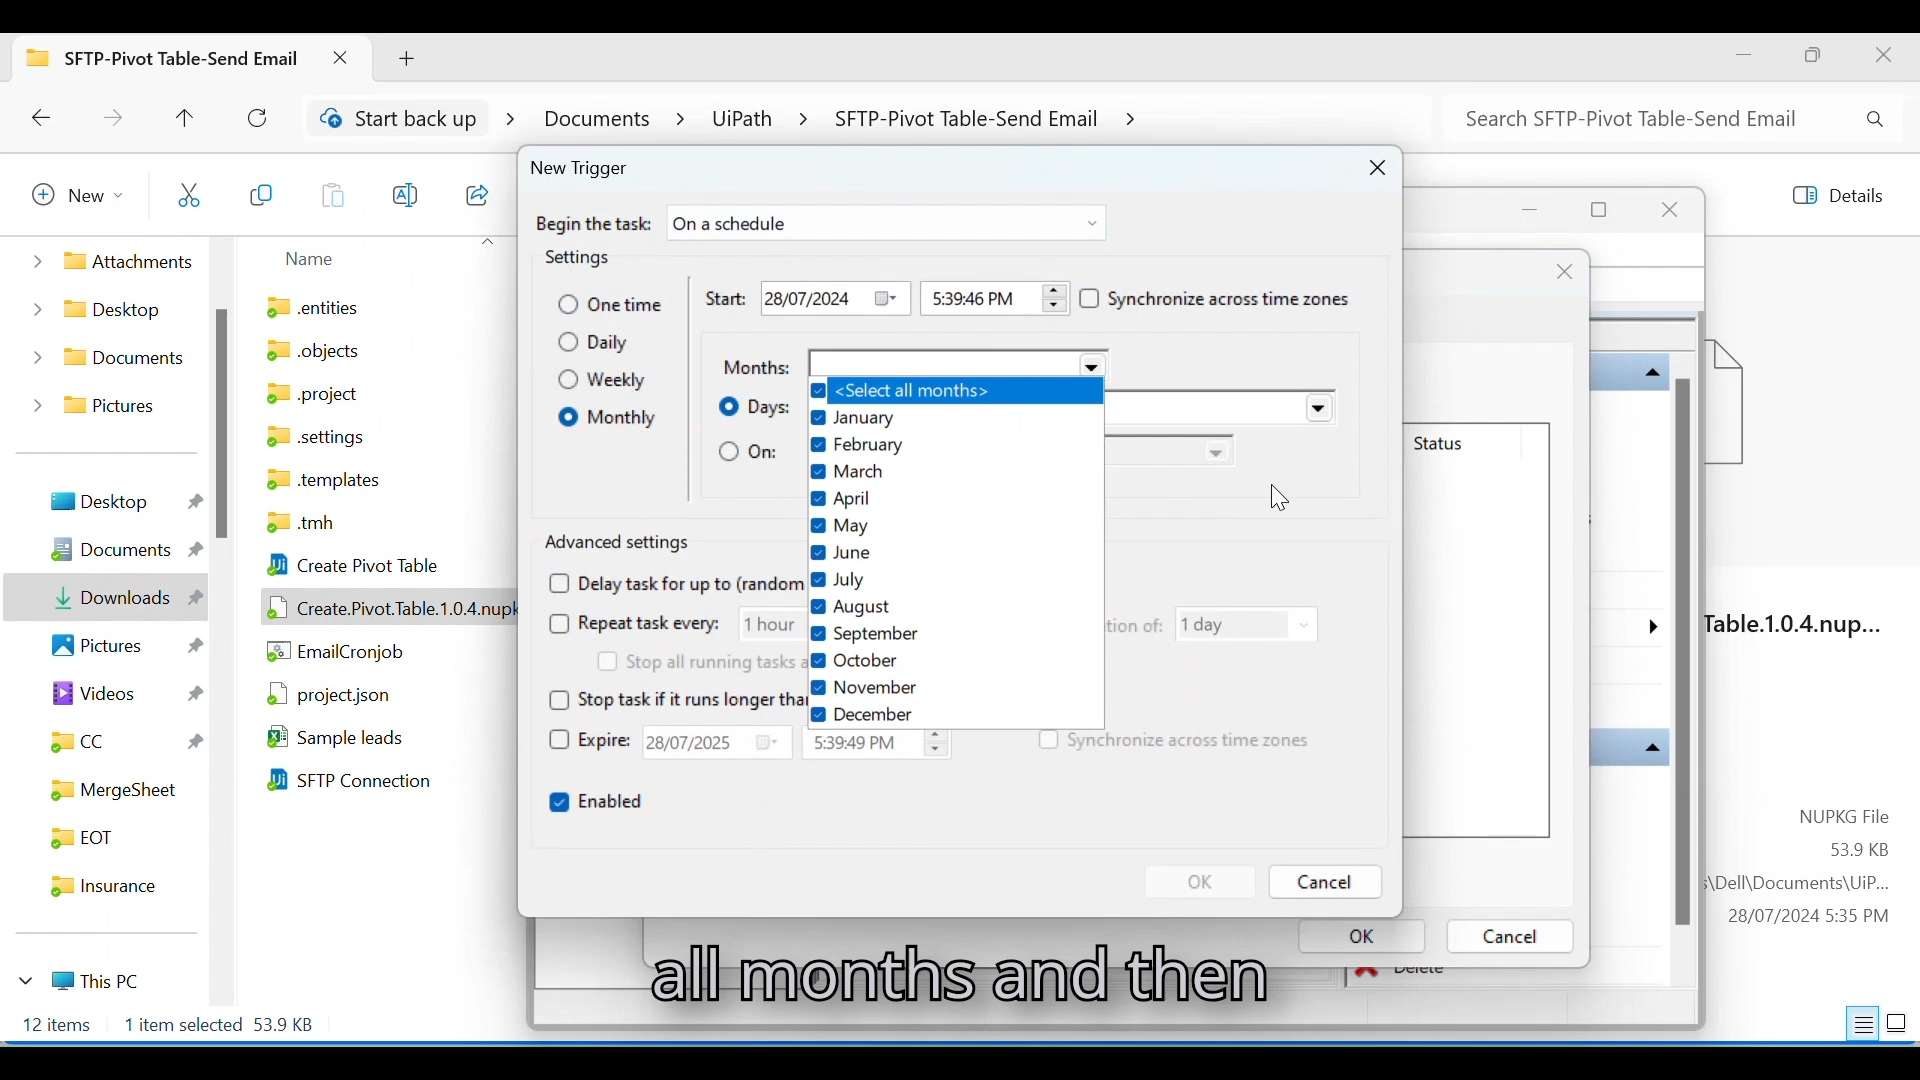 SFTP-Pivot Table-Send Email
Start back up > Documents > UiPath > SFTP-Pivot Table-Send Email >
Search SFTP-Pivot Table-Send Email
New
Details
Attachments
Desktop
Documents
Pictures
Desktop
Documents
Downloads
Pictures
Videos
CC
MergeSheet
EOT
Insurance
This PC
12 items
1 item selected 53.9 KB
Name
.entities
.objects
.project
.settings
.templates
.tmh
Create Pivot Table
Create.Pivot.Table.1.0.4.nupk
EmailCronjob
project.json
Sample leads
SFTP Connection
New Trigger
Begin the task: On a schedule
Settings
One time
Daily
Weekly
Monthly
Start: 28/07/2024 5:39:46 PM Synchronize across time zones
Months:
Days:
On:
<Select all months>
January
February
March
April
May
June
July
August
September
October
November
December
Advanced settings
Delay task for up to (random
Repeat task every: 1 hour
tion of: 1 day
Stop all running tasks a
Stop task if it runs longer tha
Expire: 28/07/2025 5:39:49 PM Synchronize across time zones
Enabled
OK Cancel
Status
OK Cancel
Delete
Table.1.0.4.nup...
NUPKG File
53.9 KB
\Dell\Documents\UiP...
28/07/2024 5:35 PM
all months and then